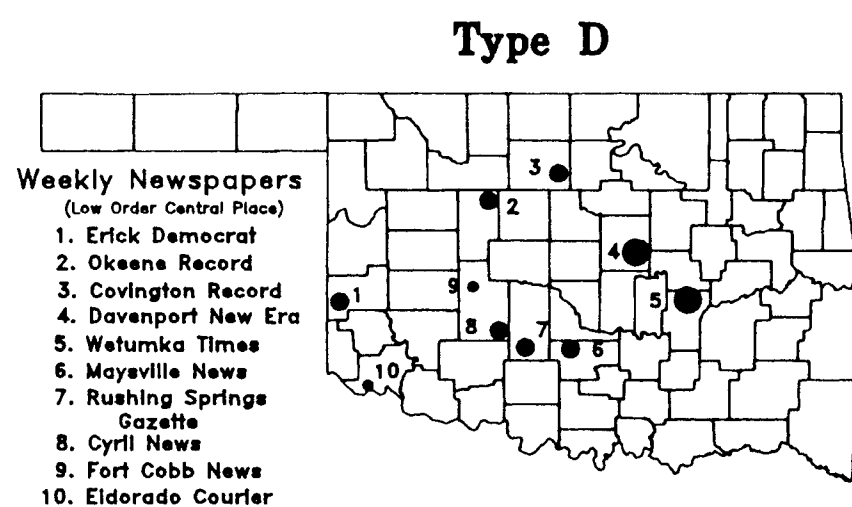 Type D
Weekly Newspapers
(Low Order Central Place)
1. Erick Democrat
2. Okeene Record
3. Covington Record
4. Davenport New Era
5. Wetumka Times
6. Maysville News
7. Rushing Springs
Gazette
8. Cyril News
9. Fort Cobb News
10. Eldorado Courier
3
2
4
9
1
5
8
7
6
10